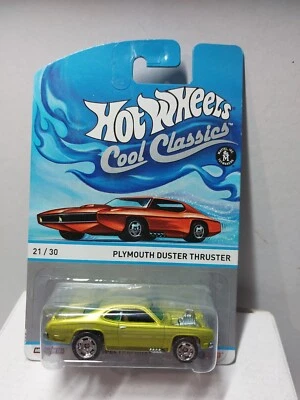 Hot Wheels
Cool Classics
M
21/30
PLYMOUTH DUSTER THRUSTER